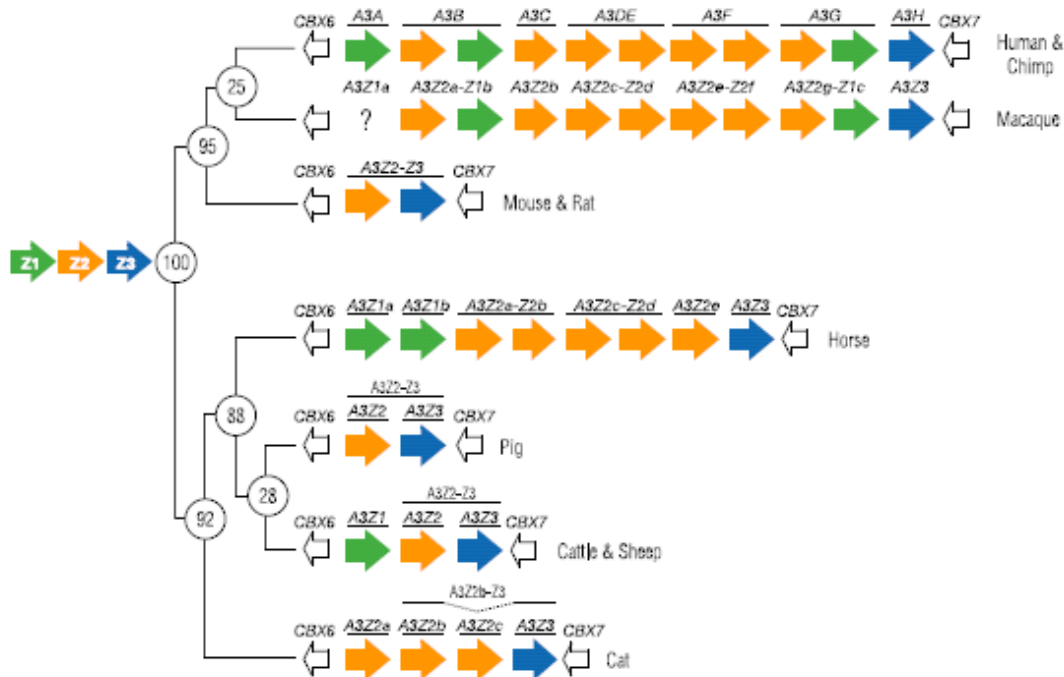 CBX6 A3A A3B A3C A3DE A3F A3G A3H CBX7
Human &
Chimp
25
A3Z1a A3Z2a-Z1b A3Z2b A3Z2c-Z2d A3Z2e-Z2f A3Z2g-Z1c A3Z3
?
Macaque
95
CBX6 A3Z2-Z3 CBX7
Mouse & Rat
Z1 Z2 Z3 100
CBX6 A3Z1a A3Z1b A3Z2a-Z2b A3Z2c-Z2d A3Z2e A3Z3 CBX7
Horse
A3Z2-Z3
CBX6 A3Z2 A3Z3 CBX7
88
Pig
28
A3Z2-Z3
92
CBX6 A3Z1 A3Z2 A3Z3 CBX7
Cattle & Sheep
A3Z2b-Z3
CBX6 A3Z2a A3Z2b A3Z2c A3Z3 CBX7
Cat